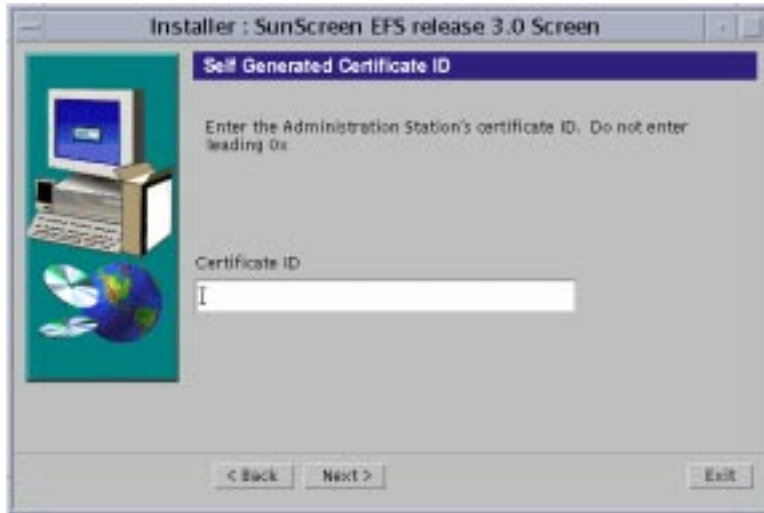 Installer : SunScreen EFS release 3.0 Screen
Self Generated Certificate ID
Enter the Administration Station's certificate ID. Do not enter
leading 0x
Certificate ID
< Back
Next >
Exit